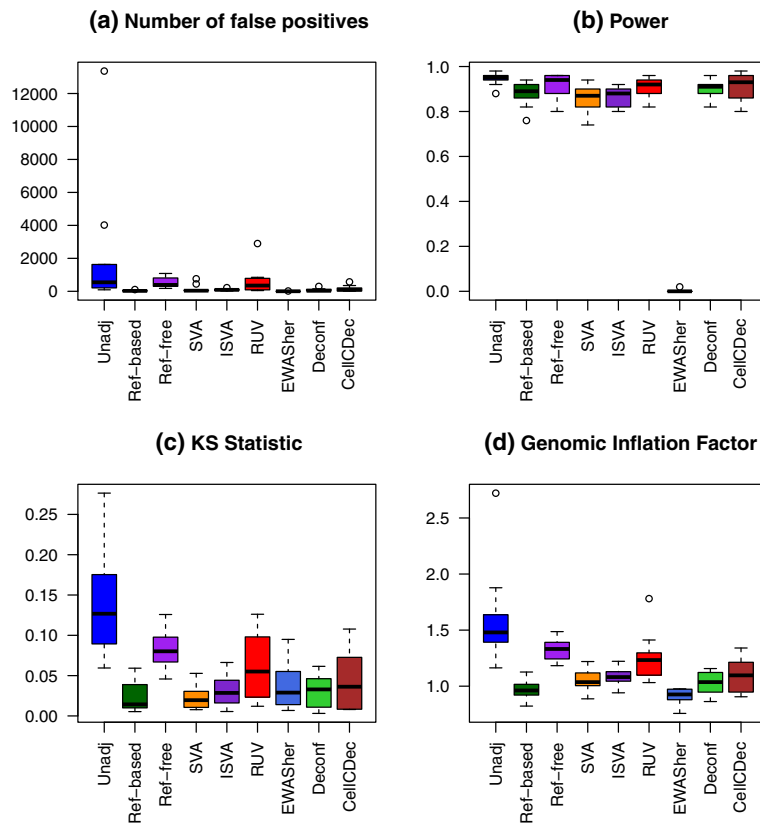 (a) Number of false positives
12000
10000
8000
6000
4000
2000
0
Unadj
Ref−based
Ref−free
SVA
ISVA
RUV
EWASher
Deconf
CellCDec
(b) Power
1.0
0.8
0.6
0.4
0.2
0.0
Unadj
Ref−based
Ref−free
SVA
ISVA
RUV
EWASher
Deconf
CellCDec
(c) KS Statistic
0.25
0.20
0.15
0.10
0.05
0.00
Unadj
Ref−based
Ref−free
SVA
ISVA
RUV
EWASher
Deconf
CellCDec
(d) Genomic Inflation Factor
2.5
2.0
1.5
1.0
Unadj
Ref−based
Ref−free
SVA
ISVA
RUV
EWASher
Deconf
CellCDec